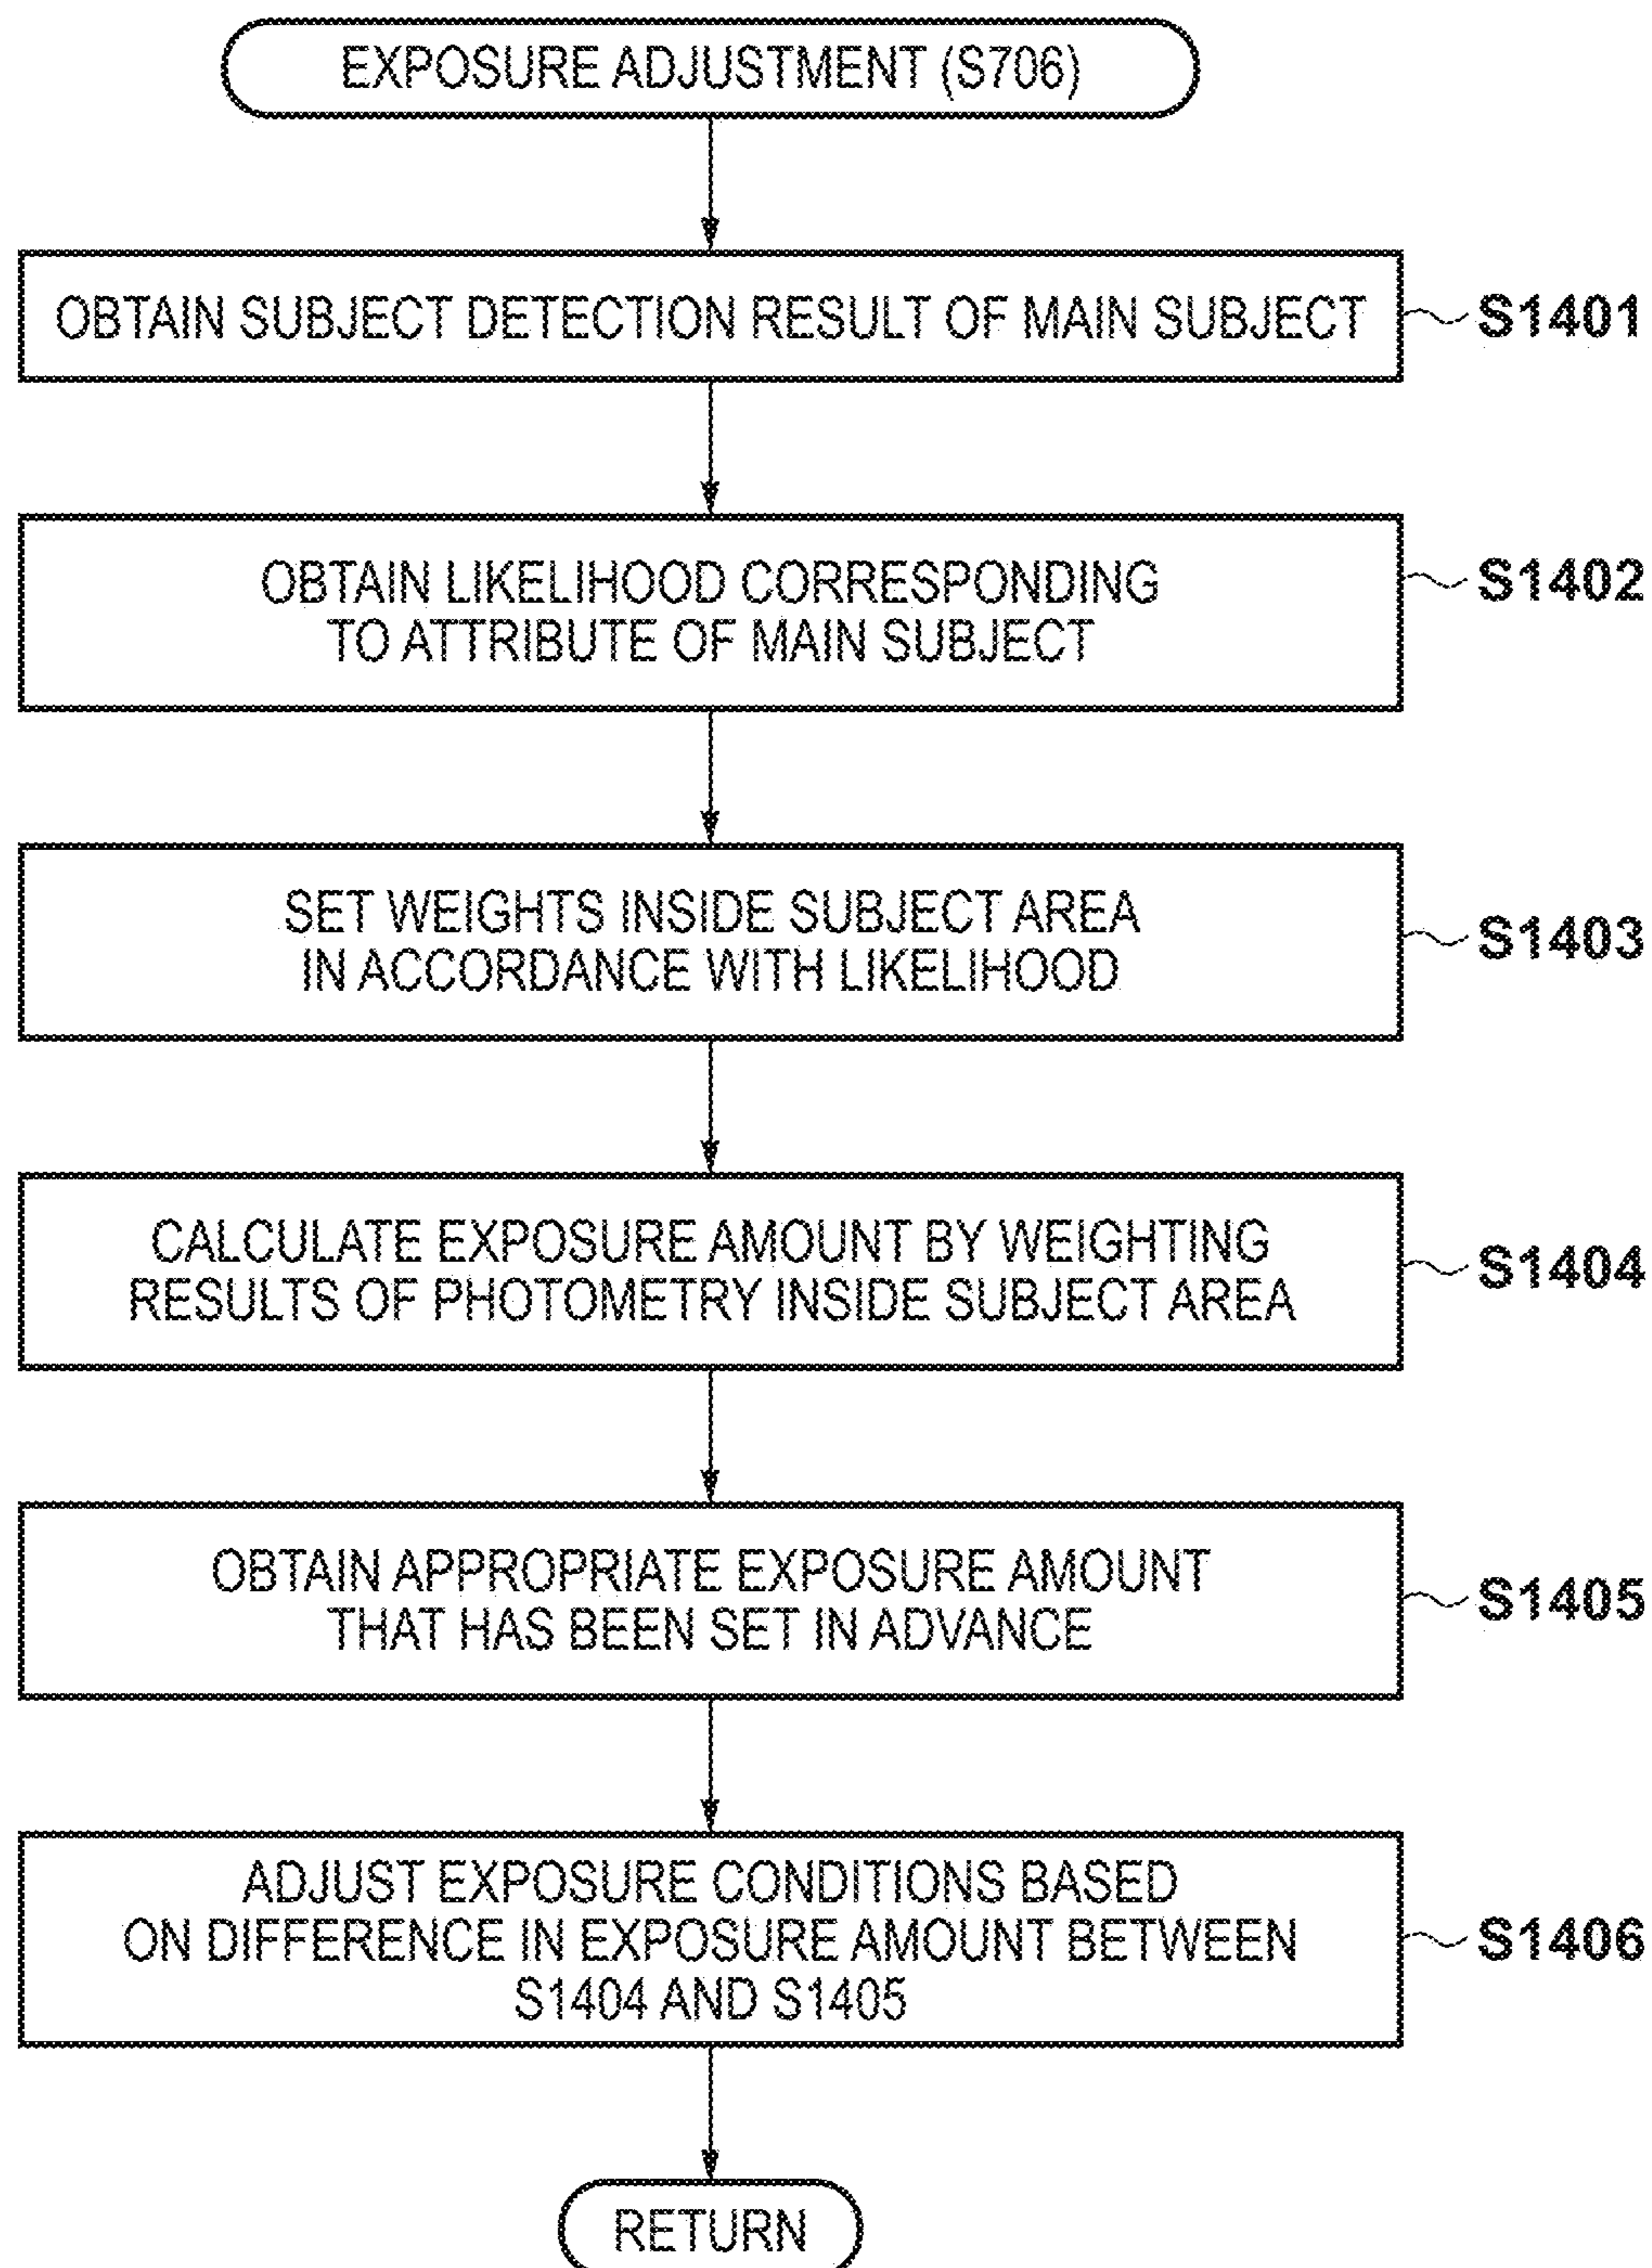 EXPOSURE ADJUSTMENT (S706)
OBTAIN SUBJECT DETECTION RESULT OF MAIN SUBJECT
S1401
OBTAIN LIKELIHOOD CORRESPONDING
TO ATTRIBUTE OF MAIN SUBJECT
S1402
SET WEIGHTS INSIDE SUBJECT AREA
IN ACCORDANCE WITH LIKELIHOOD
S1403
CALCULATE EXPOSURE AMOUNT BY WEIGHTING
RESULTS OF PHOTOMETRY INSIDE SUBJECT AREA
S1404
OBTAIN APPROPRIATE EXPOSURE AMOUNT
THAT HAS BEEN SET IN ADVANCE
S1405
ADJUST EXPOSURE CONDITIONS BASED
ON DIFFERENCE IN EXPOSURE AMOUNT BETWEEN
S1404 AND S1405
S1406
RETURN